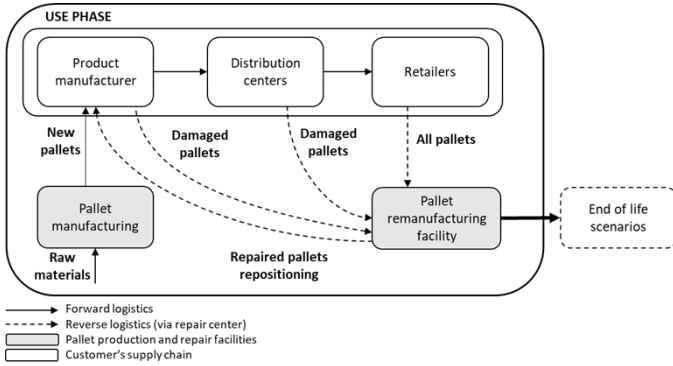 USE PHASE
Product
manufacturer
Distribution
centers
Retailers
New
pallets
Damaged
pallets
Damaged
pallets
All pallets
Pallet
manufacturing
Pallet
remanufacturing
facility
End of life
scenarios
Raw
materials
Repaired pallets
repositioning
Forward logistics
Reverse logistics (via repair center)
Pallet production and repair facilities
Customer's supply chain